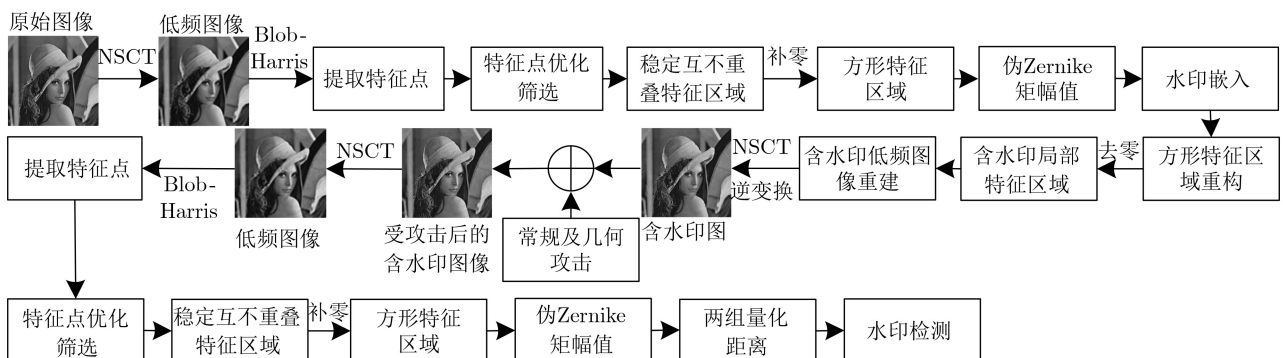 原始图像
NSCT
低频图像
Blob-
Harris
提取特征点
特征点优化
筛选
稳定互不重
叠特征区域
补零
方形特征
区域
伪Zernike
矩幅值
水印嵌入
方形特征区
域重构
去零
含水印局部
特征区域
含水印低频图
像重建
NSCT
逆变换
含水印图
常规及几何
攻击
受攻击后的
含水印图像
NSCT
低频图像
Blob-
Harris
提取特征点
特征点优化
筛选
稳定互不重叠
特征区域
补零
方形特征
区域
伪Zernike
矩幅值
两组量化
距离
水印检测